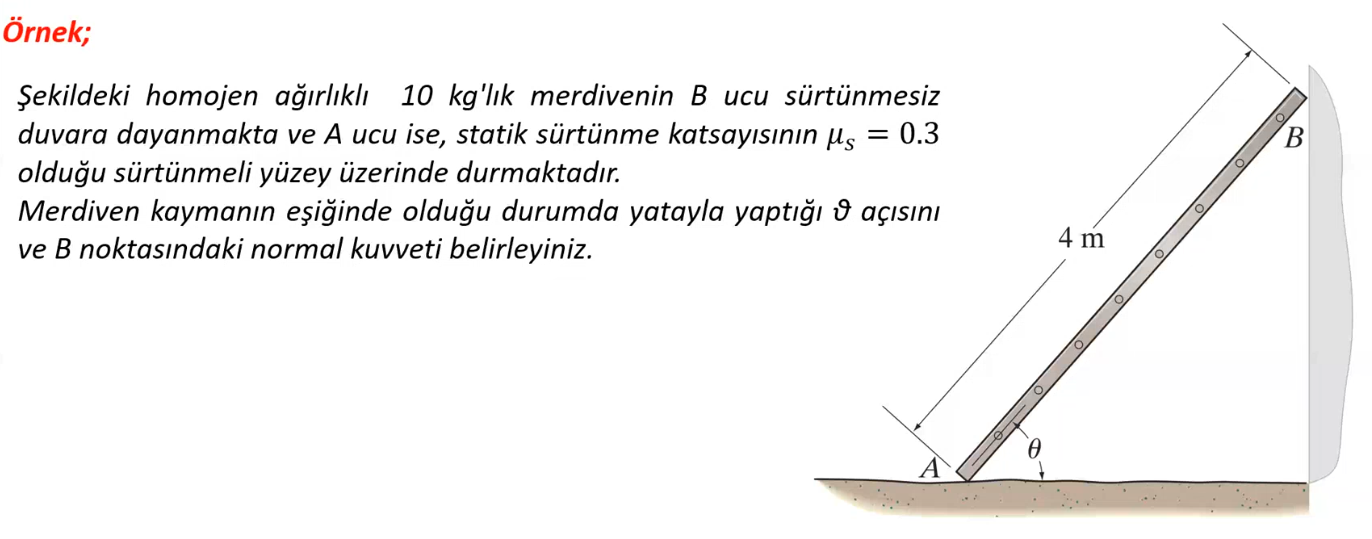 Örnek;
Şekildeki homojen ağırlıklı 10 kg'lık merdivenin B ucu sürtünmesiz
duvara dayanmakta ve A ucu ise, statik sürtünme katsayısının μₛ = 0.3
olduğu sürtünmeli yüzey üzerinde durmaktadır.
Merdiven kaymanın eşiğinde olduğu durumda yatayla yaptığı ϑ açısını
ve B noktasındaki normal kuvveti belirleyiniz.
B
4 m
θ
A